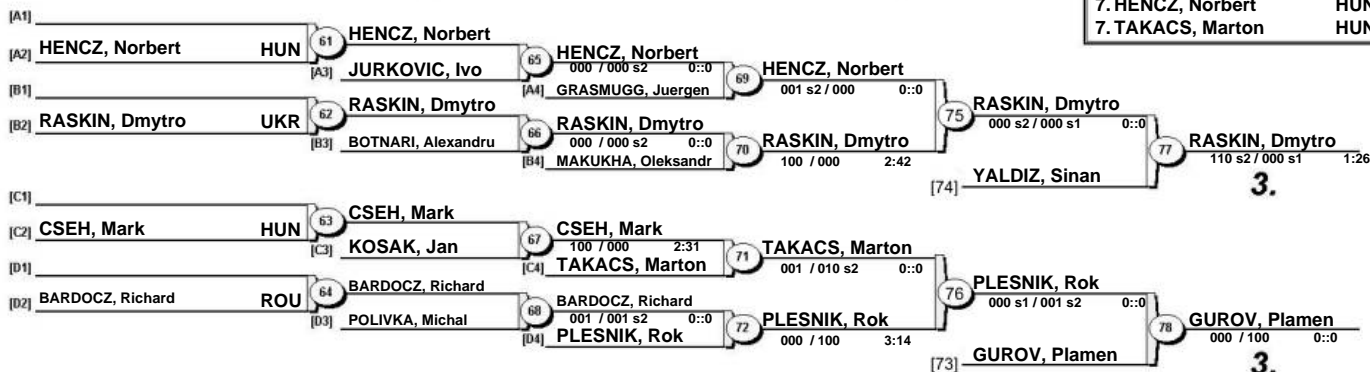 7. HENCZ, Norbert HUN
7. TAKACS, Marton HUN
[A1]
[A2] HENCZ, Norbert HUN 61 HENCZ, Norbert
[A3] JURKOVIC, Ivo 65 HENCZ, Norbert
000 / 000 s2 0::0
[A4] GRASMUGG, Juergen 69 HENCZ, Norbert
001 s2 / 000 0::0
[B1]
[B2] RASKIN, Dmytro UKR 62 RASKIN, Dmytro
[B3] BOTNARI, Alexandru 66 RASKIN, Dmytro
000 / 000 s2 0::0
[B4] MAKUKHA, Oleksandr 70 RASKIN, Dmytro
100 / 000 2:42
75 RASKIN, Dmytro
000 s2 / 000 s1 0::0
[74] YALDIZ, Sinan 77 RASKIN, Dmytro
110 s2 / 000 s1 1:26
3.
[C1]
[C2] CSEH, Mark HUN 63 CSEH, Mark
[C3] KOSAK, Jan 67 CSEH, Mark
100 / 000 2:31
[C4] TAKACS, Marton 71 TAKACS, Marton
001 / 010 s2 0::0
[D1]
[D2] BARDOCZ, Richard ROU 64 BARDOCZ, Richard
[D3] POLIVKA, Michal 68 BARDOCZ, Richard
001 / 001 s2 0::0
[D4] PLESNIK, Rok 72 PLESNIK, Rok
000 / 100 3:14
76 PLESNIK, Rok
000 s1 / 001 s2 0::0
[73] GUROV, Plamen 78 GUROV, Plamen
000 / 100 0::0
3.